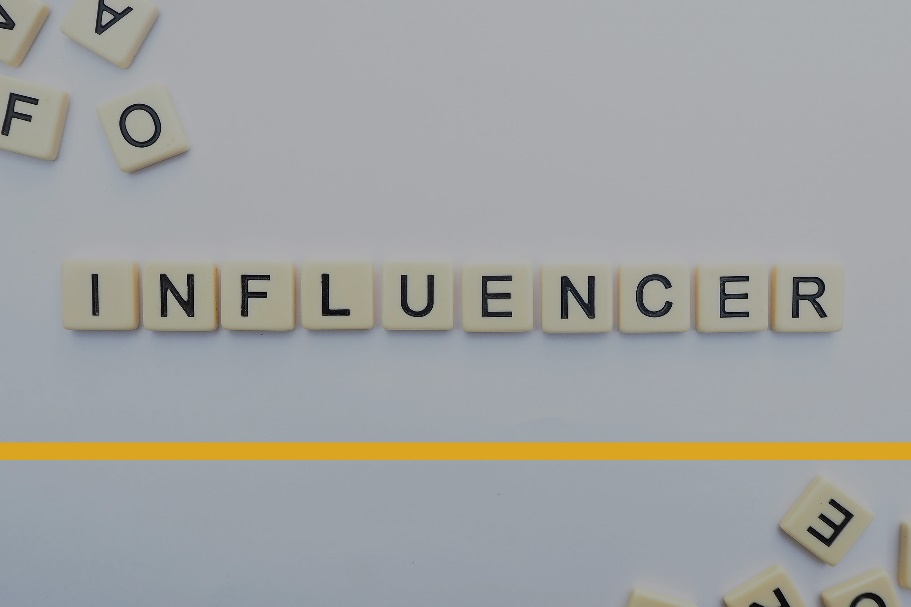 A
F O
INFLUENCER
E